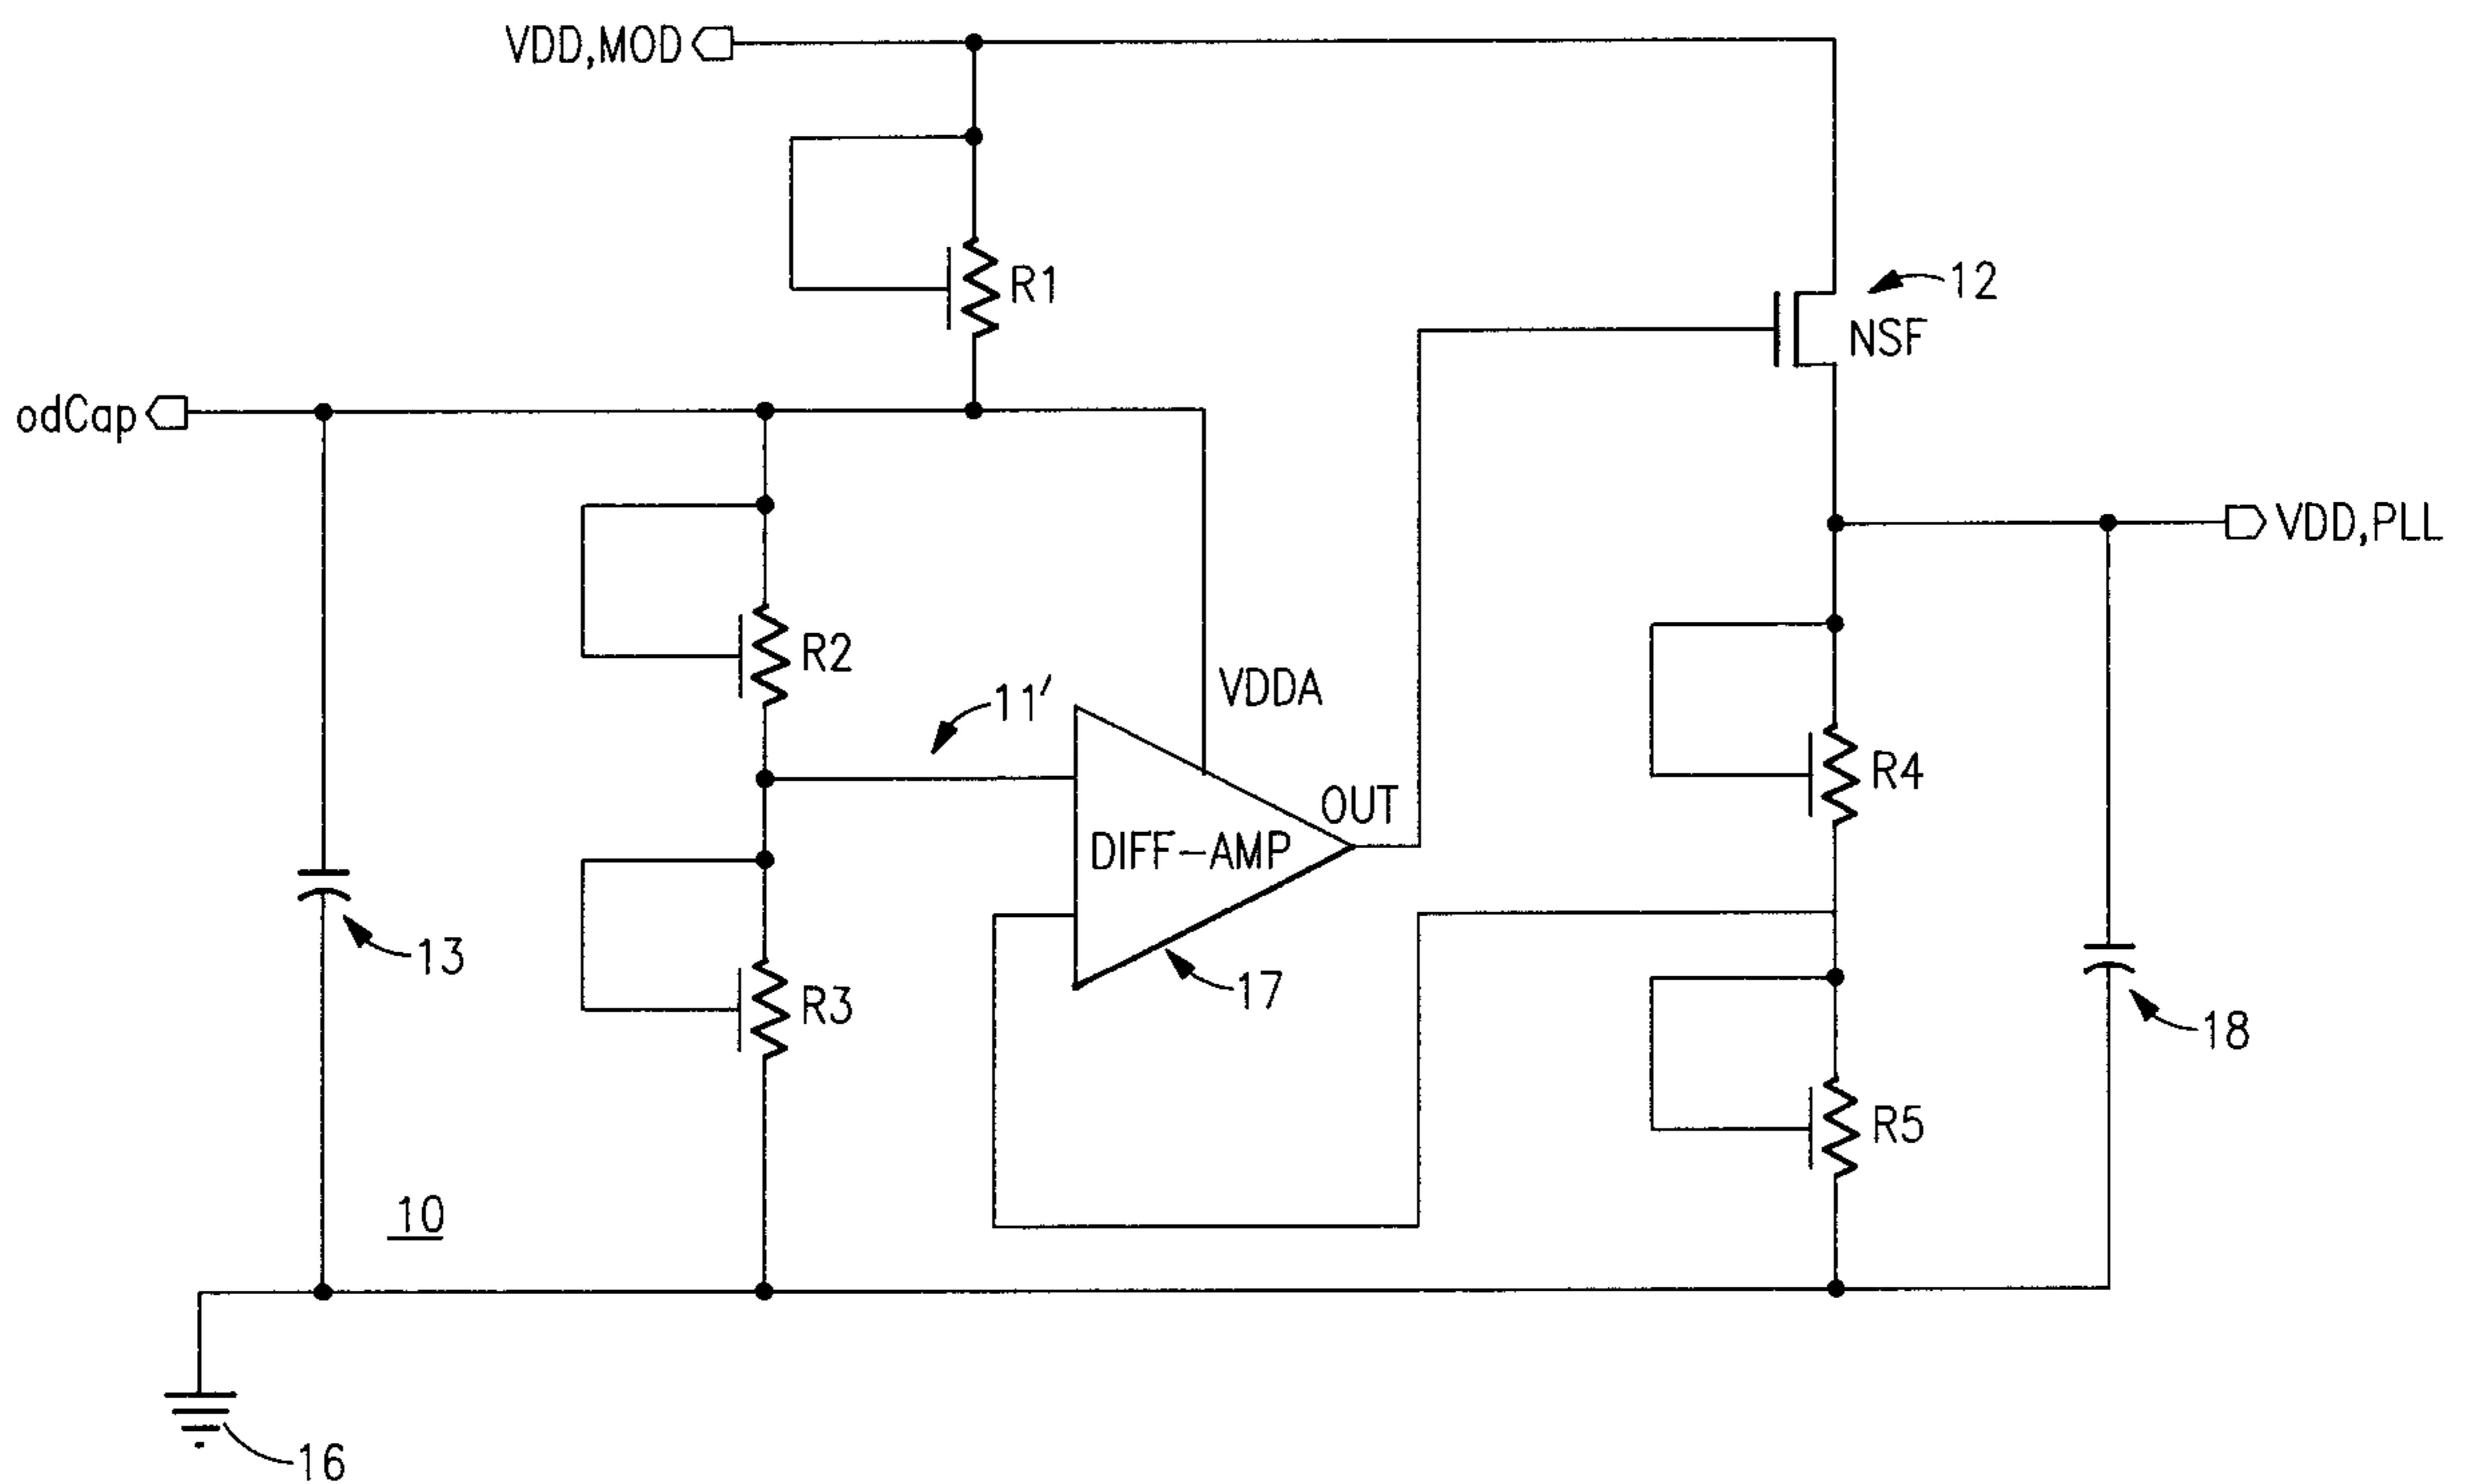 VDD,MOD
R1
12
NSF
odCap
VDD,PLL
R2
11′
VDDA
R4
OUT
DIFF-AMP
13
17
R3
18
R5
10
16